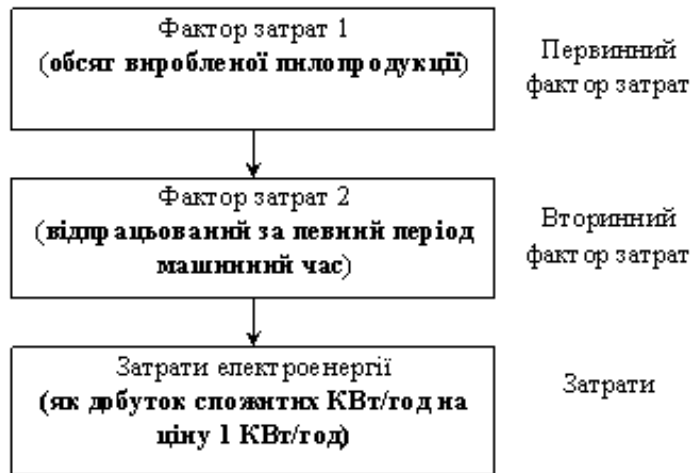 Фактор затрат 1
(обсяг виробленої пилопродукції)
Первинний
фактор затрат
Фактор затрат 2
(відпрацьований за певний період
машинний час)
Вторинний
фактор затрат
Затрати електроенергії
(як добуток спожитих КВт/год на
ціну 1 КВт/год)
Затрати